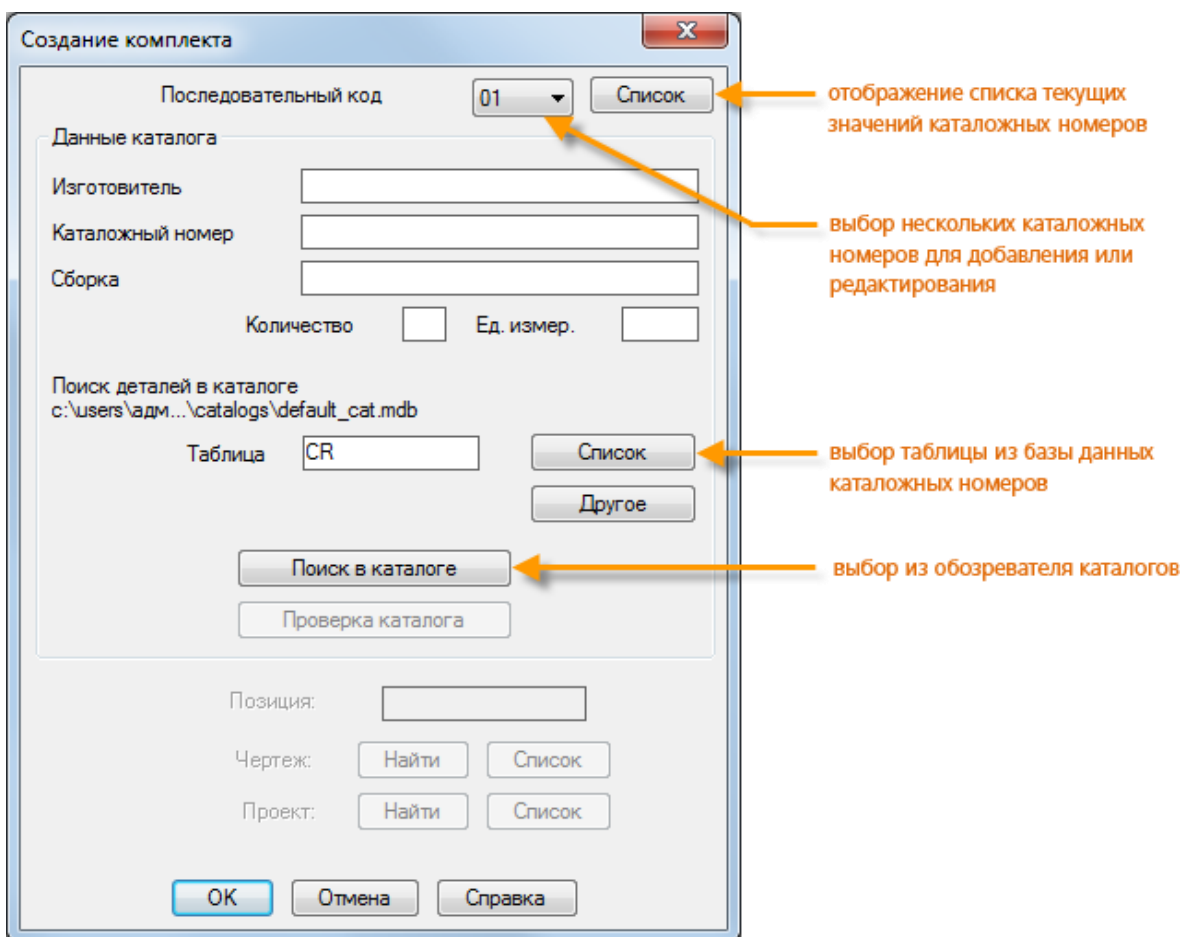 Создание комплекта
Последовательный код 01 Список
отображение списка текущих
значений каталожных номеров
Данные каталога
Изготовитель
Каталожный номер
выбор нескольких каталожных
номеров для добавления или
редактирования
Сборка
Количество Ед. измер.
Поиск деталей в каталоге
c:\users\адм...\catalogs\default_cat.mdb
Таблица CR Список
выбор таблицы из базы данных
каталожных номеров
Другое
Поиск в каталоге
выбор из обозревателя каталогов
Проверка каталога
Позиция:
Чертеж: Найти Список
Проект: Найти Список
OK Отмена Справка